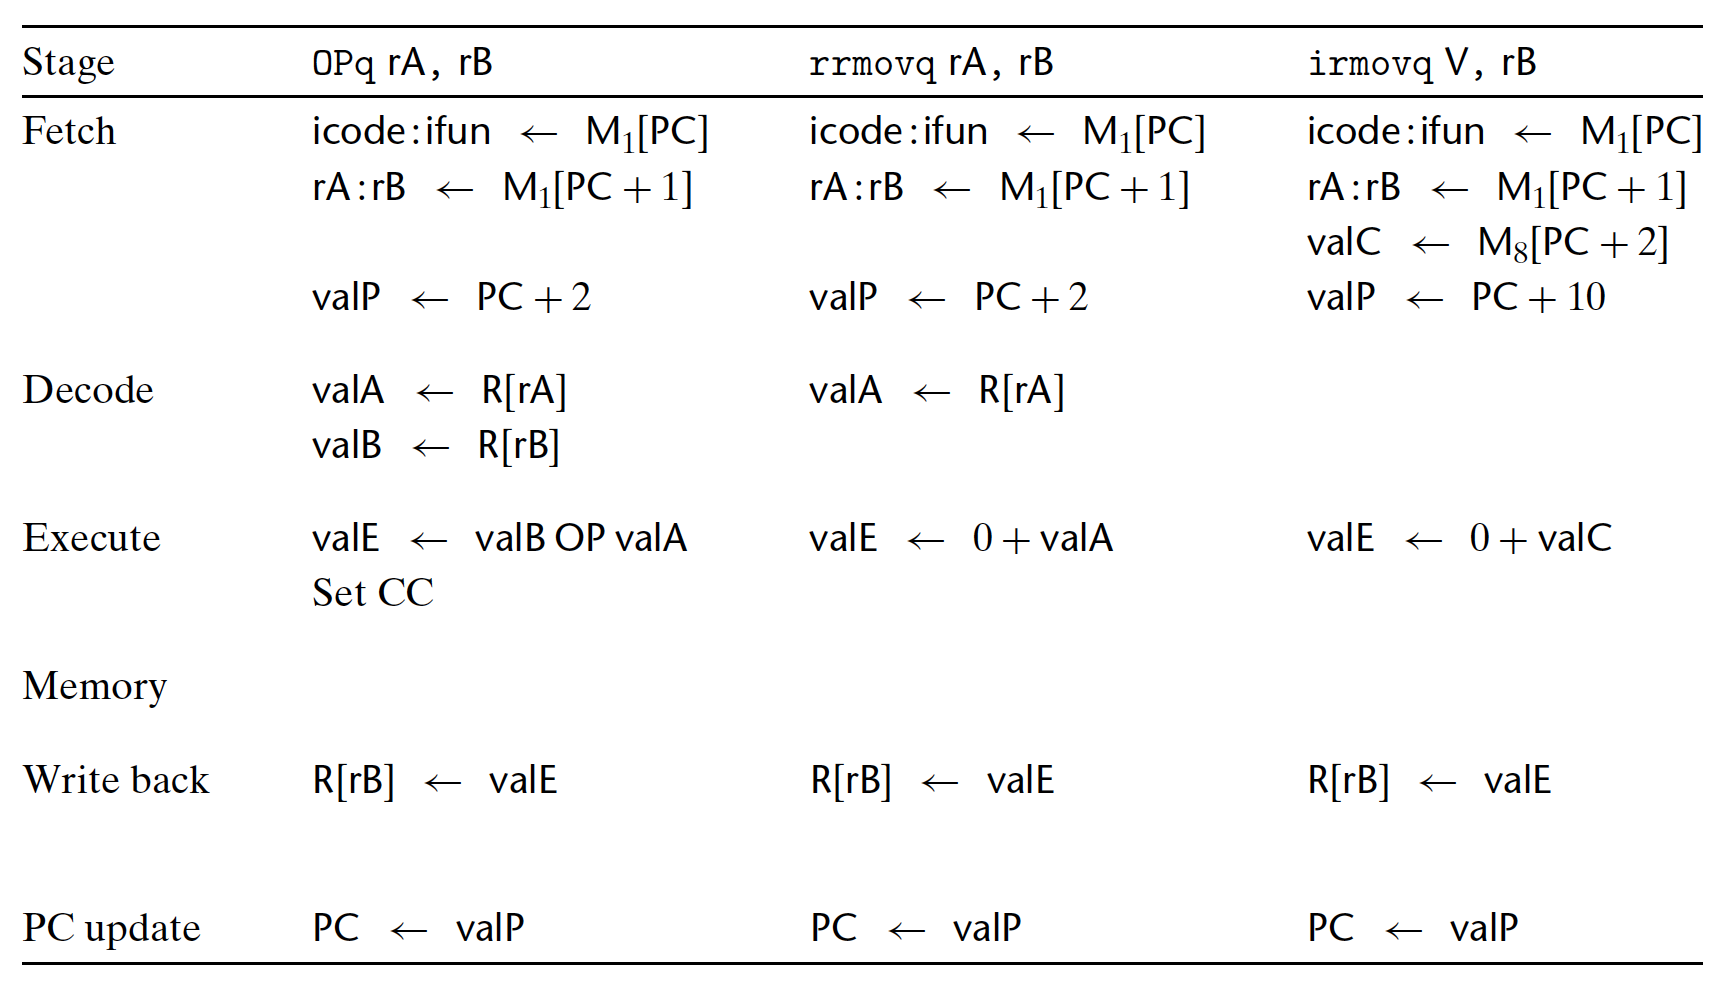 Stage OPq rA, rB rrmovq rA, rB irmovq V, rB
Fetch icode:ifun ← M₁[PC] icode:ifun ← M₁[PC] icode:ifun ← M₁[PC]
rA:rB ← M₁[PC + 1] rA:rB ← M₁[PC + 1] rA:rB ← M₁[PC + 1]
valC ← M₈[PC + 2]
valP ← PC + 2 valP ← PC + 2 valP ← PC + 10
Decode valA ← R[rA] valA ← R[rA]
valB ← R[rB]
Execute valE ← valB OP valA valE ← 0 + valA valE ← 0 + valC
Set CC
Memory
Write back R[rB] ← valE R[rB] ← valE R[rB] ← valE
PC update PC ← valP PC ← valP PC ← valP